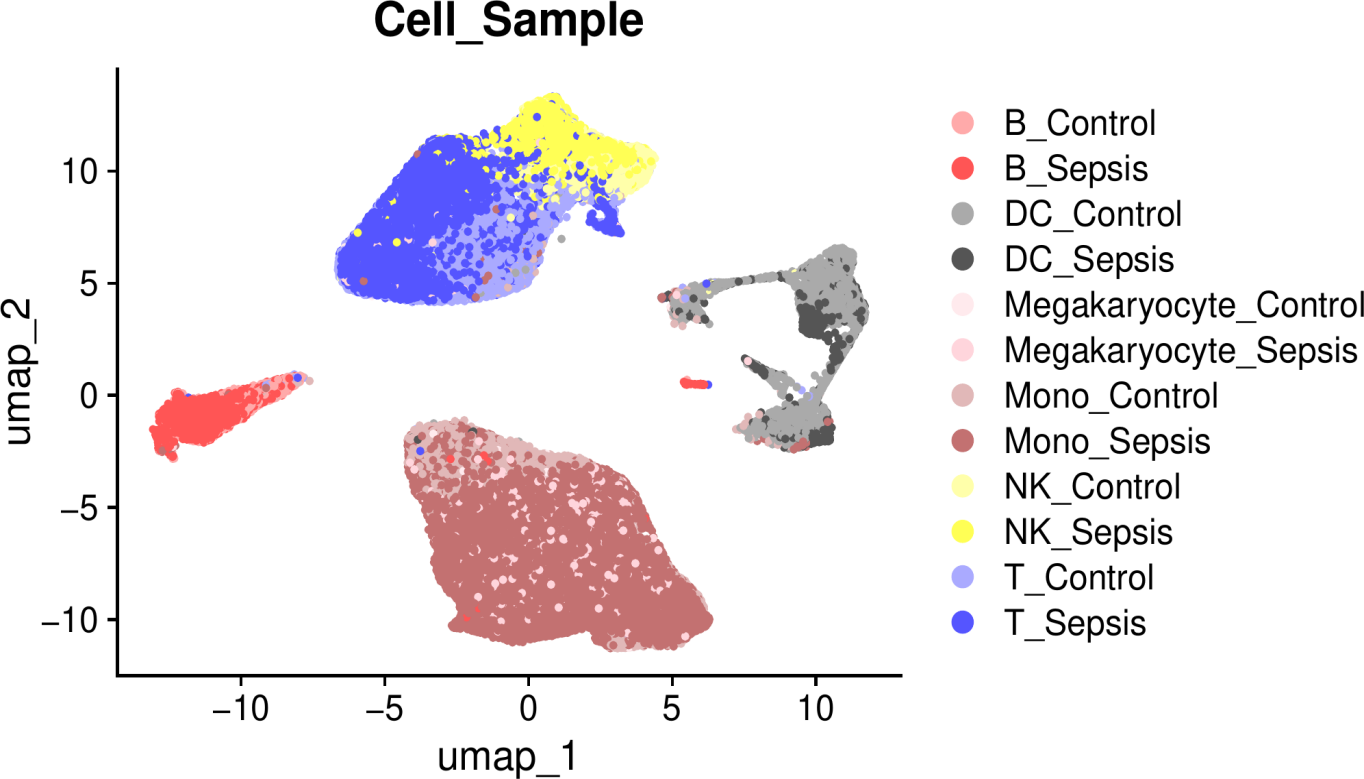 Cell_Sample
10
5
0
−5
−10
umap_2
−10
−5
0
5
10
umap_1
B_Control
B_Sepsis
DC_Control
DC_Sepsis
Megakaryocyte_Control
Megakaryocyte_Sepsis
Mono_Control
Mono_Sepsis
NK_Control
NK_Sepsis
T_Control
T_Sepsis